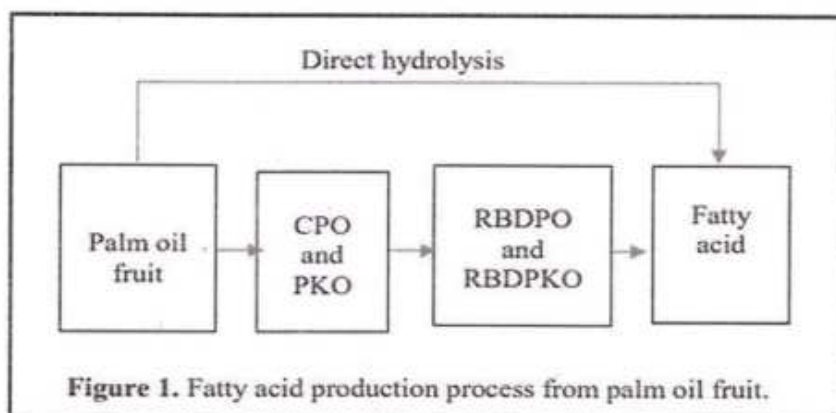 Direct hydrolysis
Palm oil
fruit
CPO
and
PKO
RBDPO
and
RBDPKO
Fatty
acid
Figure 1. Fatty acid production process from palm oil fruit.